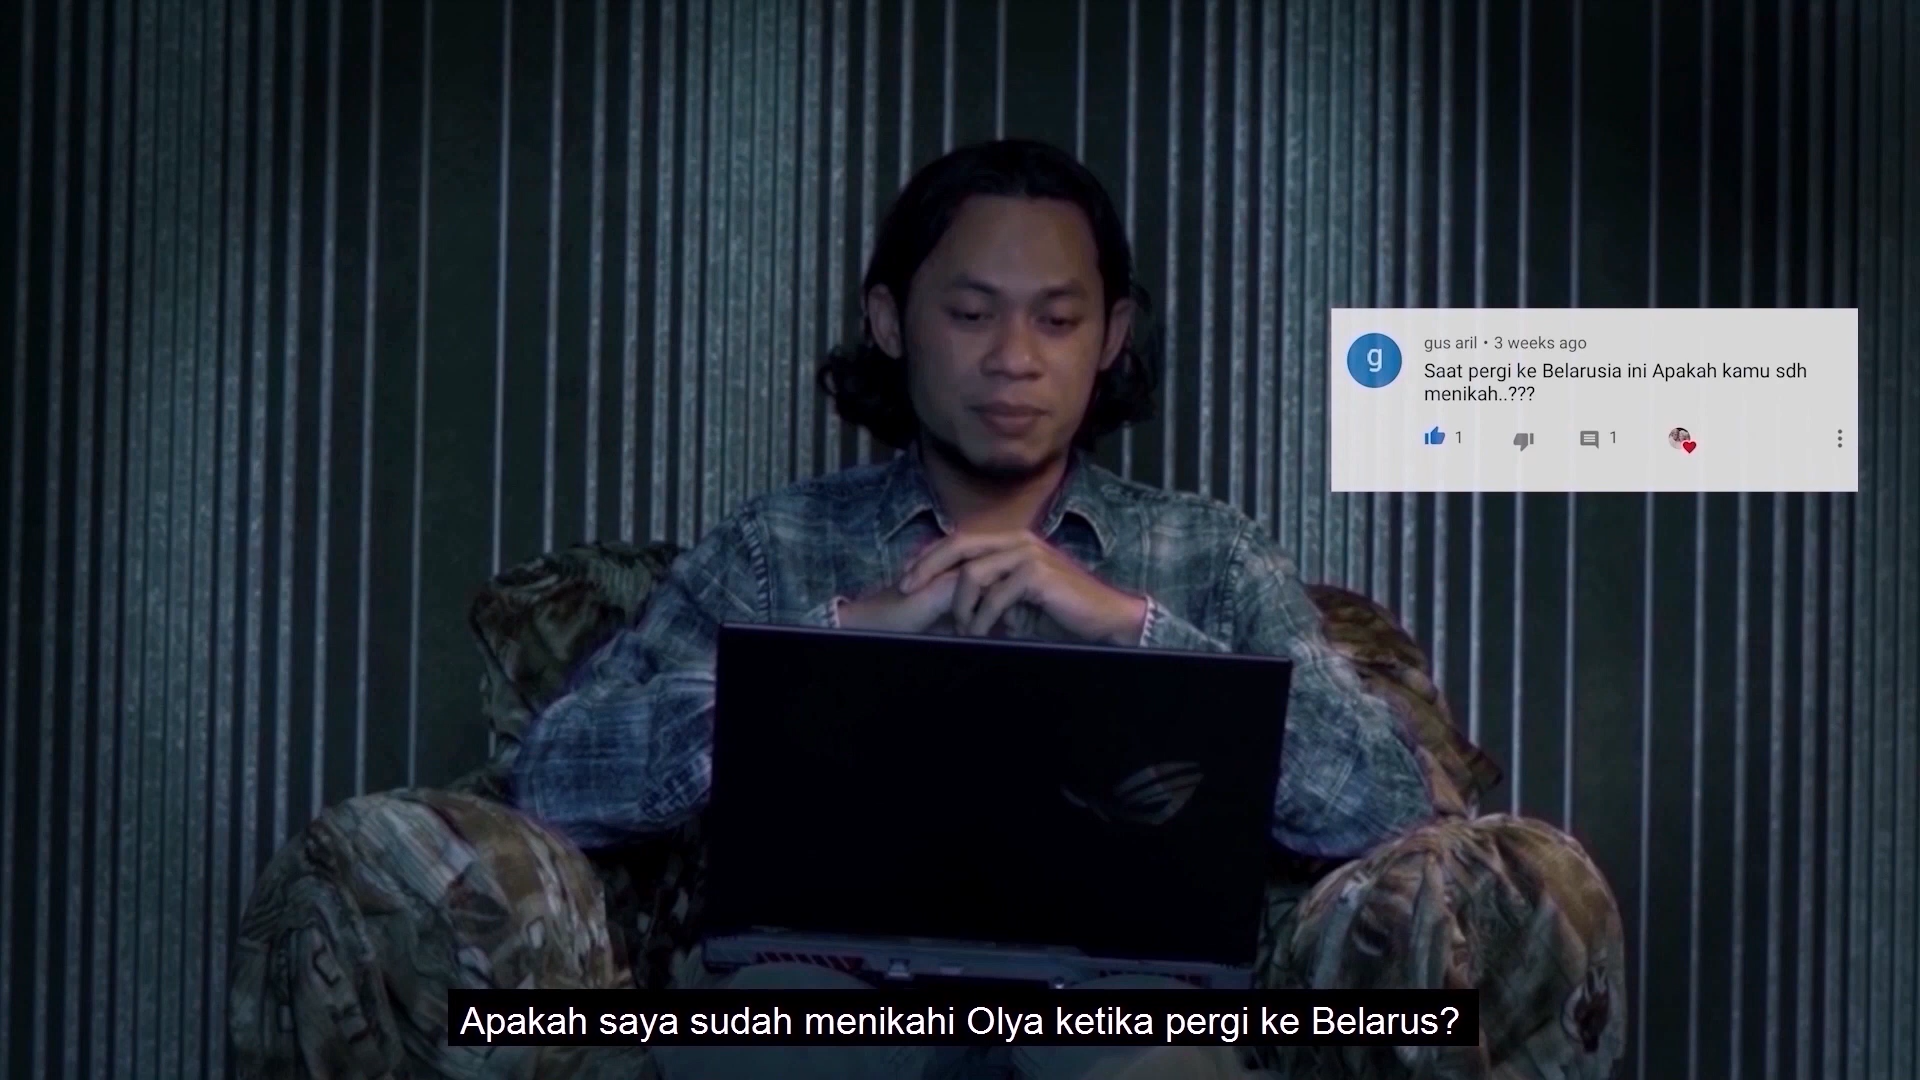 g
gus aril • 3 weeks ago
Saat pergi ke Belarusia ini Apakah kamu sdh
menikah..???
1
1
Apakah saya sudah menikahi Olya ketika pergi ke Belarus?